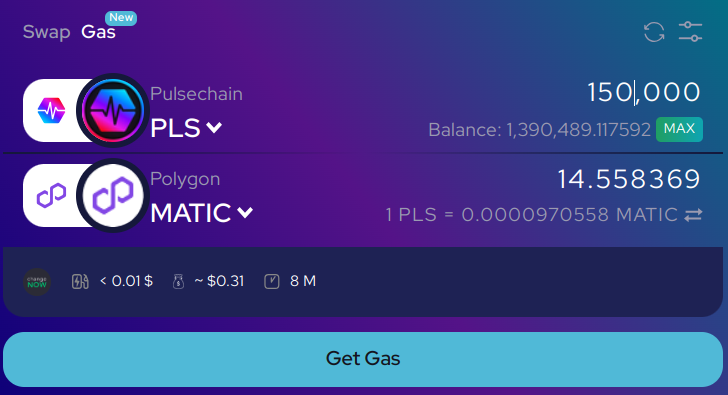 New
Swap Gas
Pulsechain 150,000
PLS Balance: 1,390,489.117592 MAX
Polygon 14.558369
MATIC 1 PLS = 0.0000970558 MATIC
change NOW < 0.01 $ ~ $0.31 8 M
Get Gas